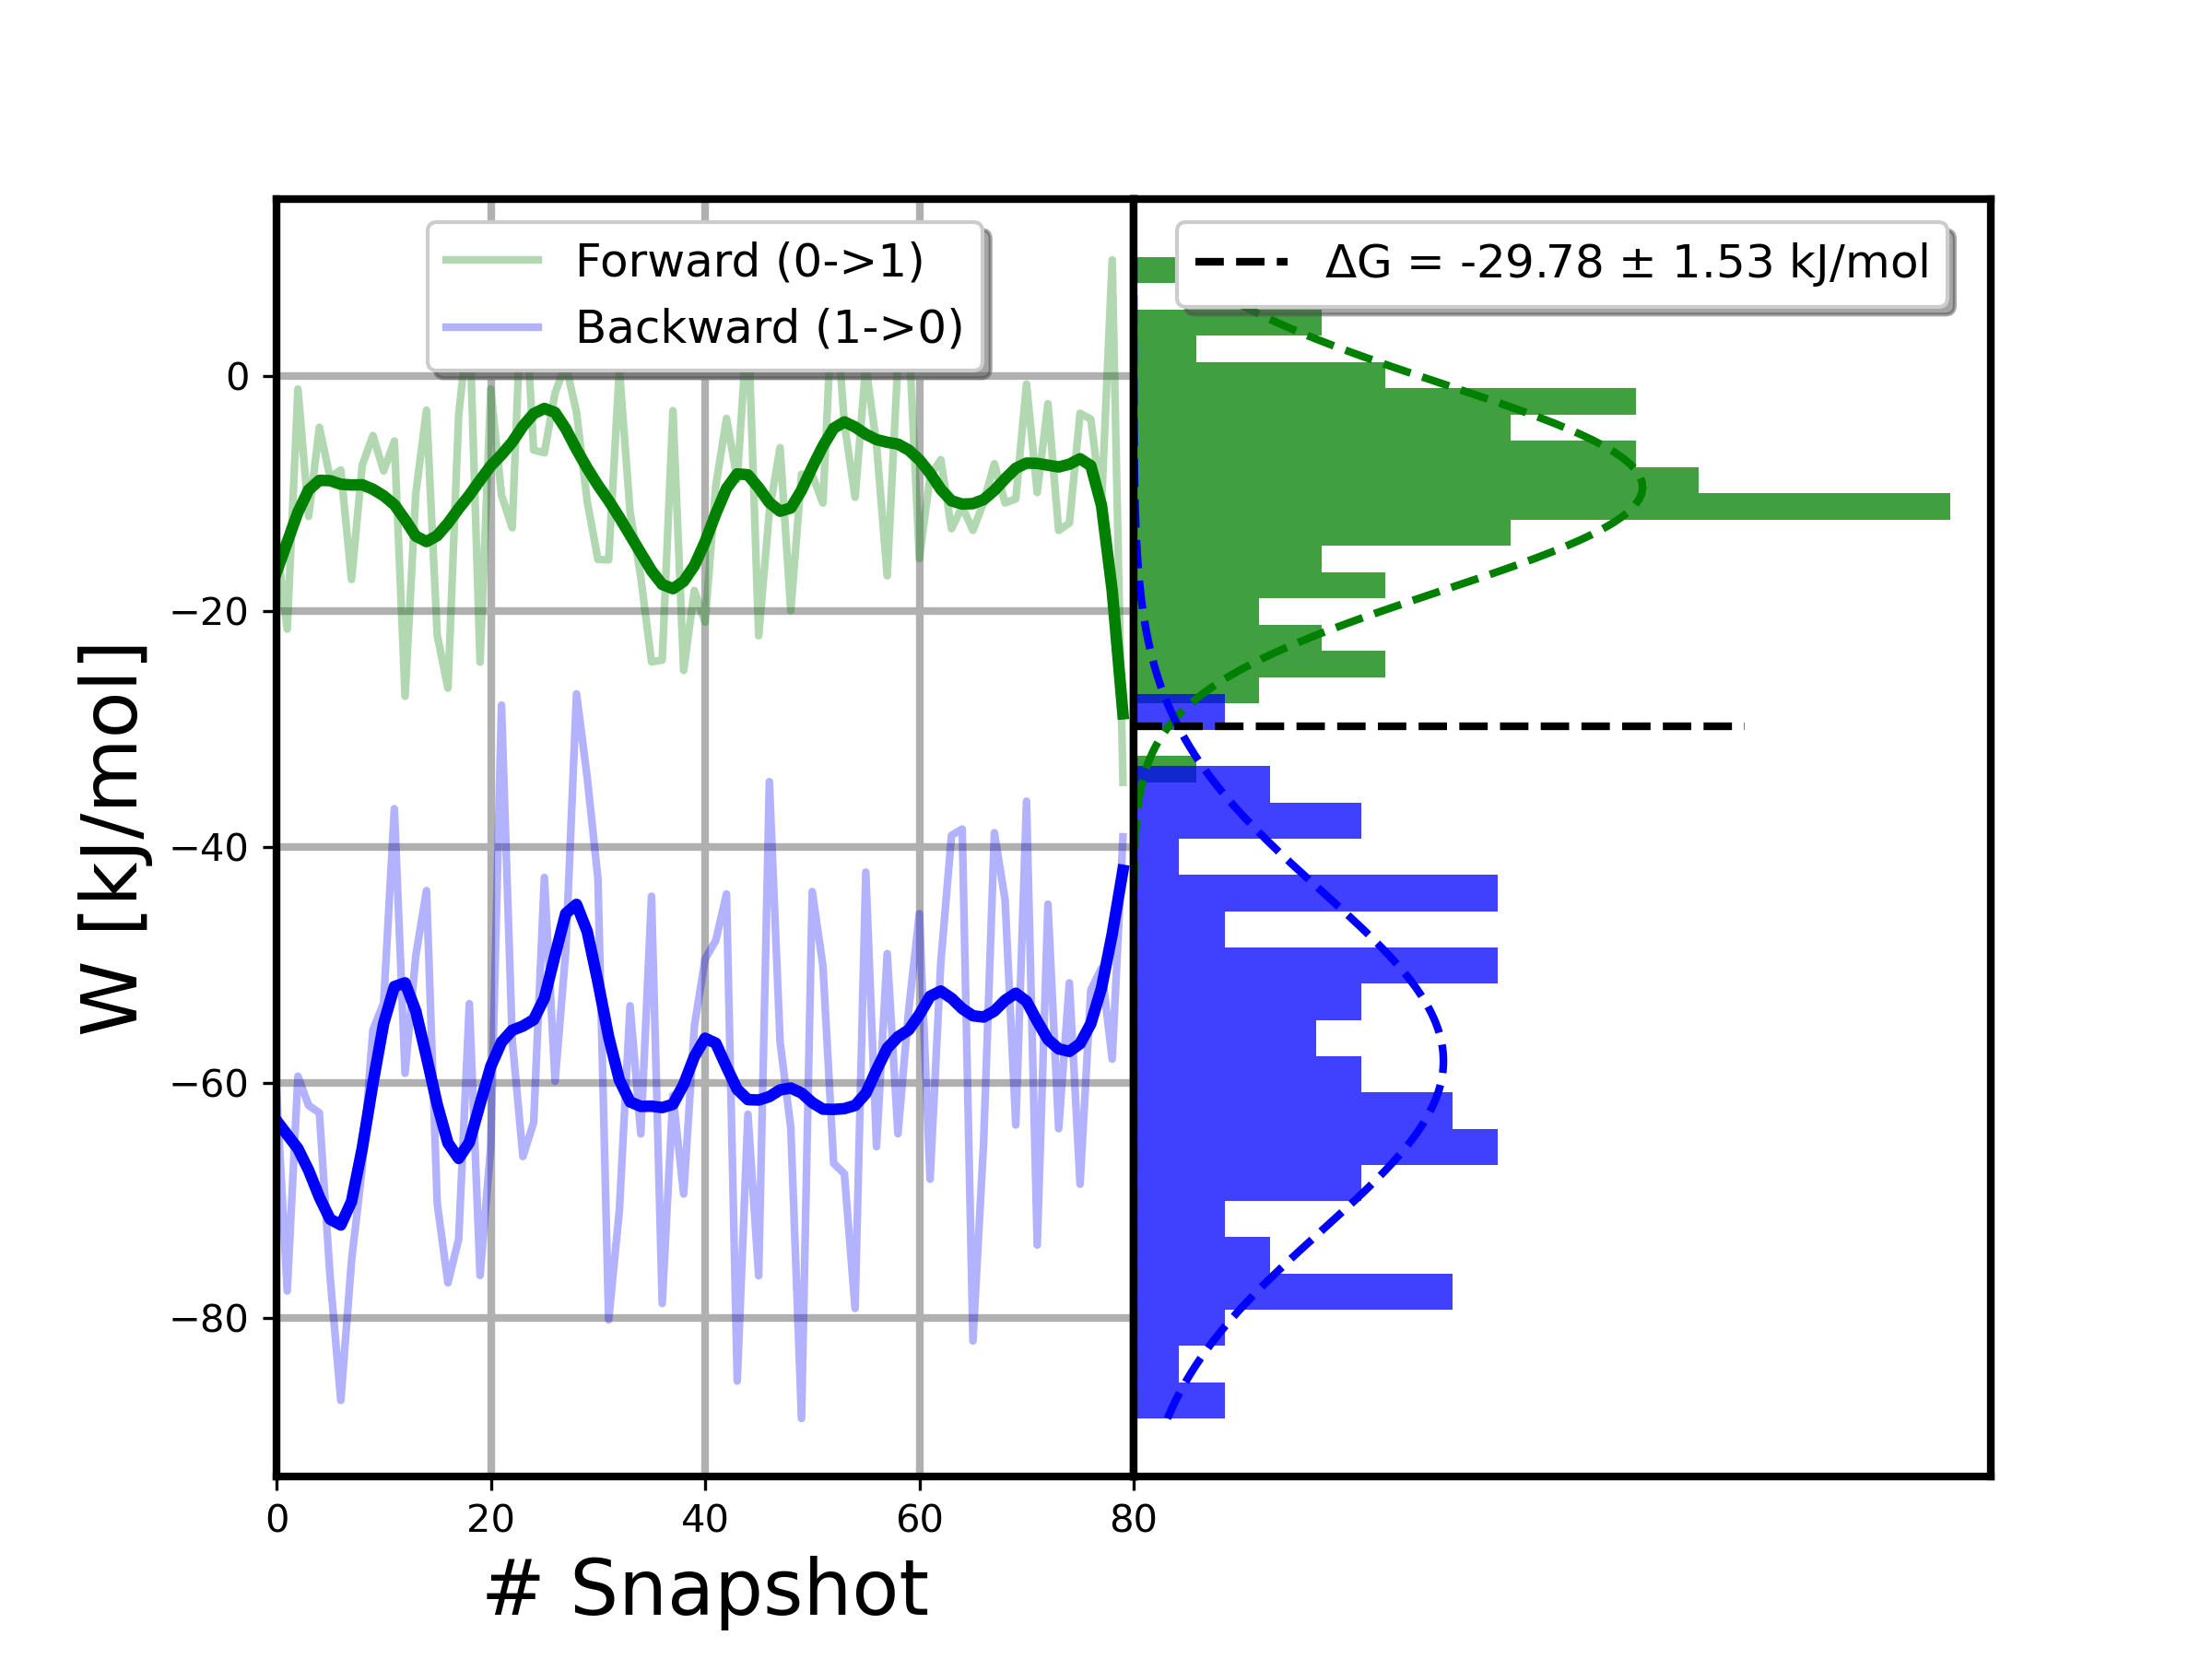 Forward (0->1)
Backward (1->0)
ΔG = -29.78 ± 1.53 kJ/mol
0
−20
−40
−60
−80
W [kJ/mol]
0 20 40 60 80
# Snapshot